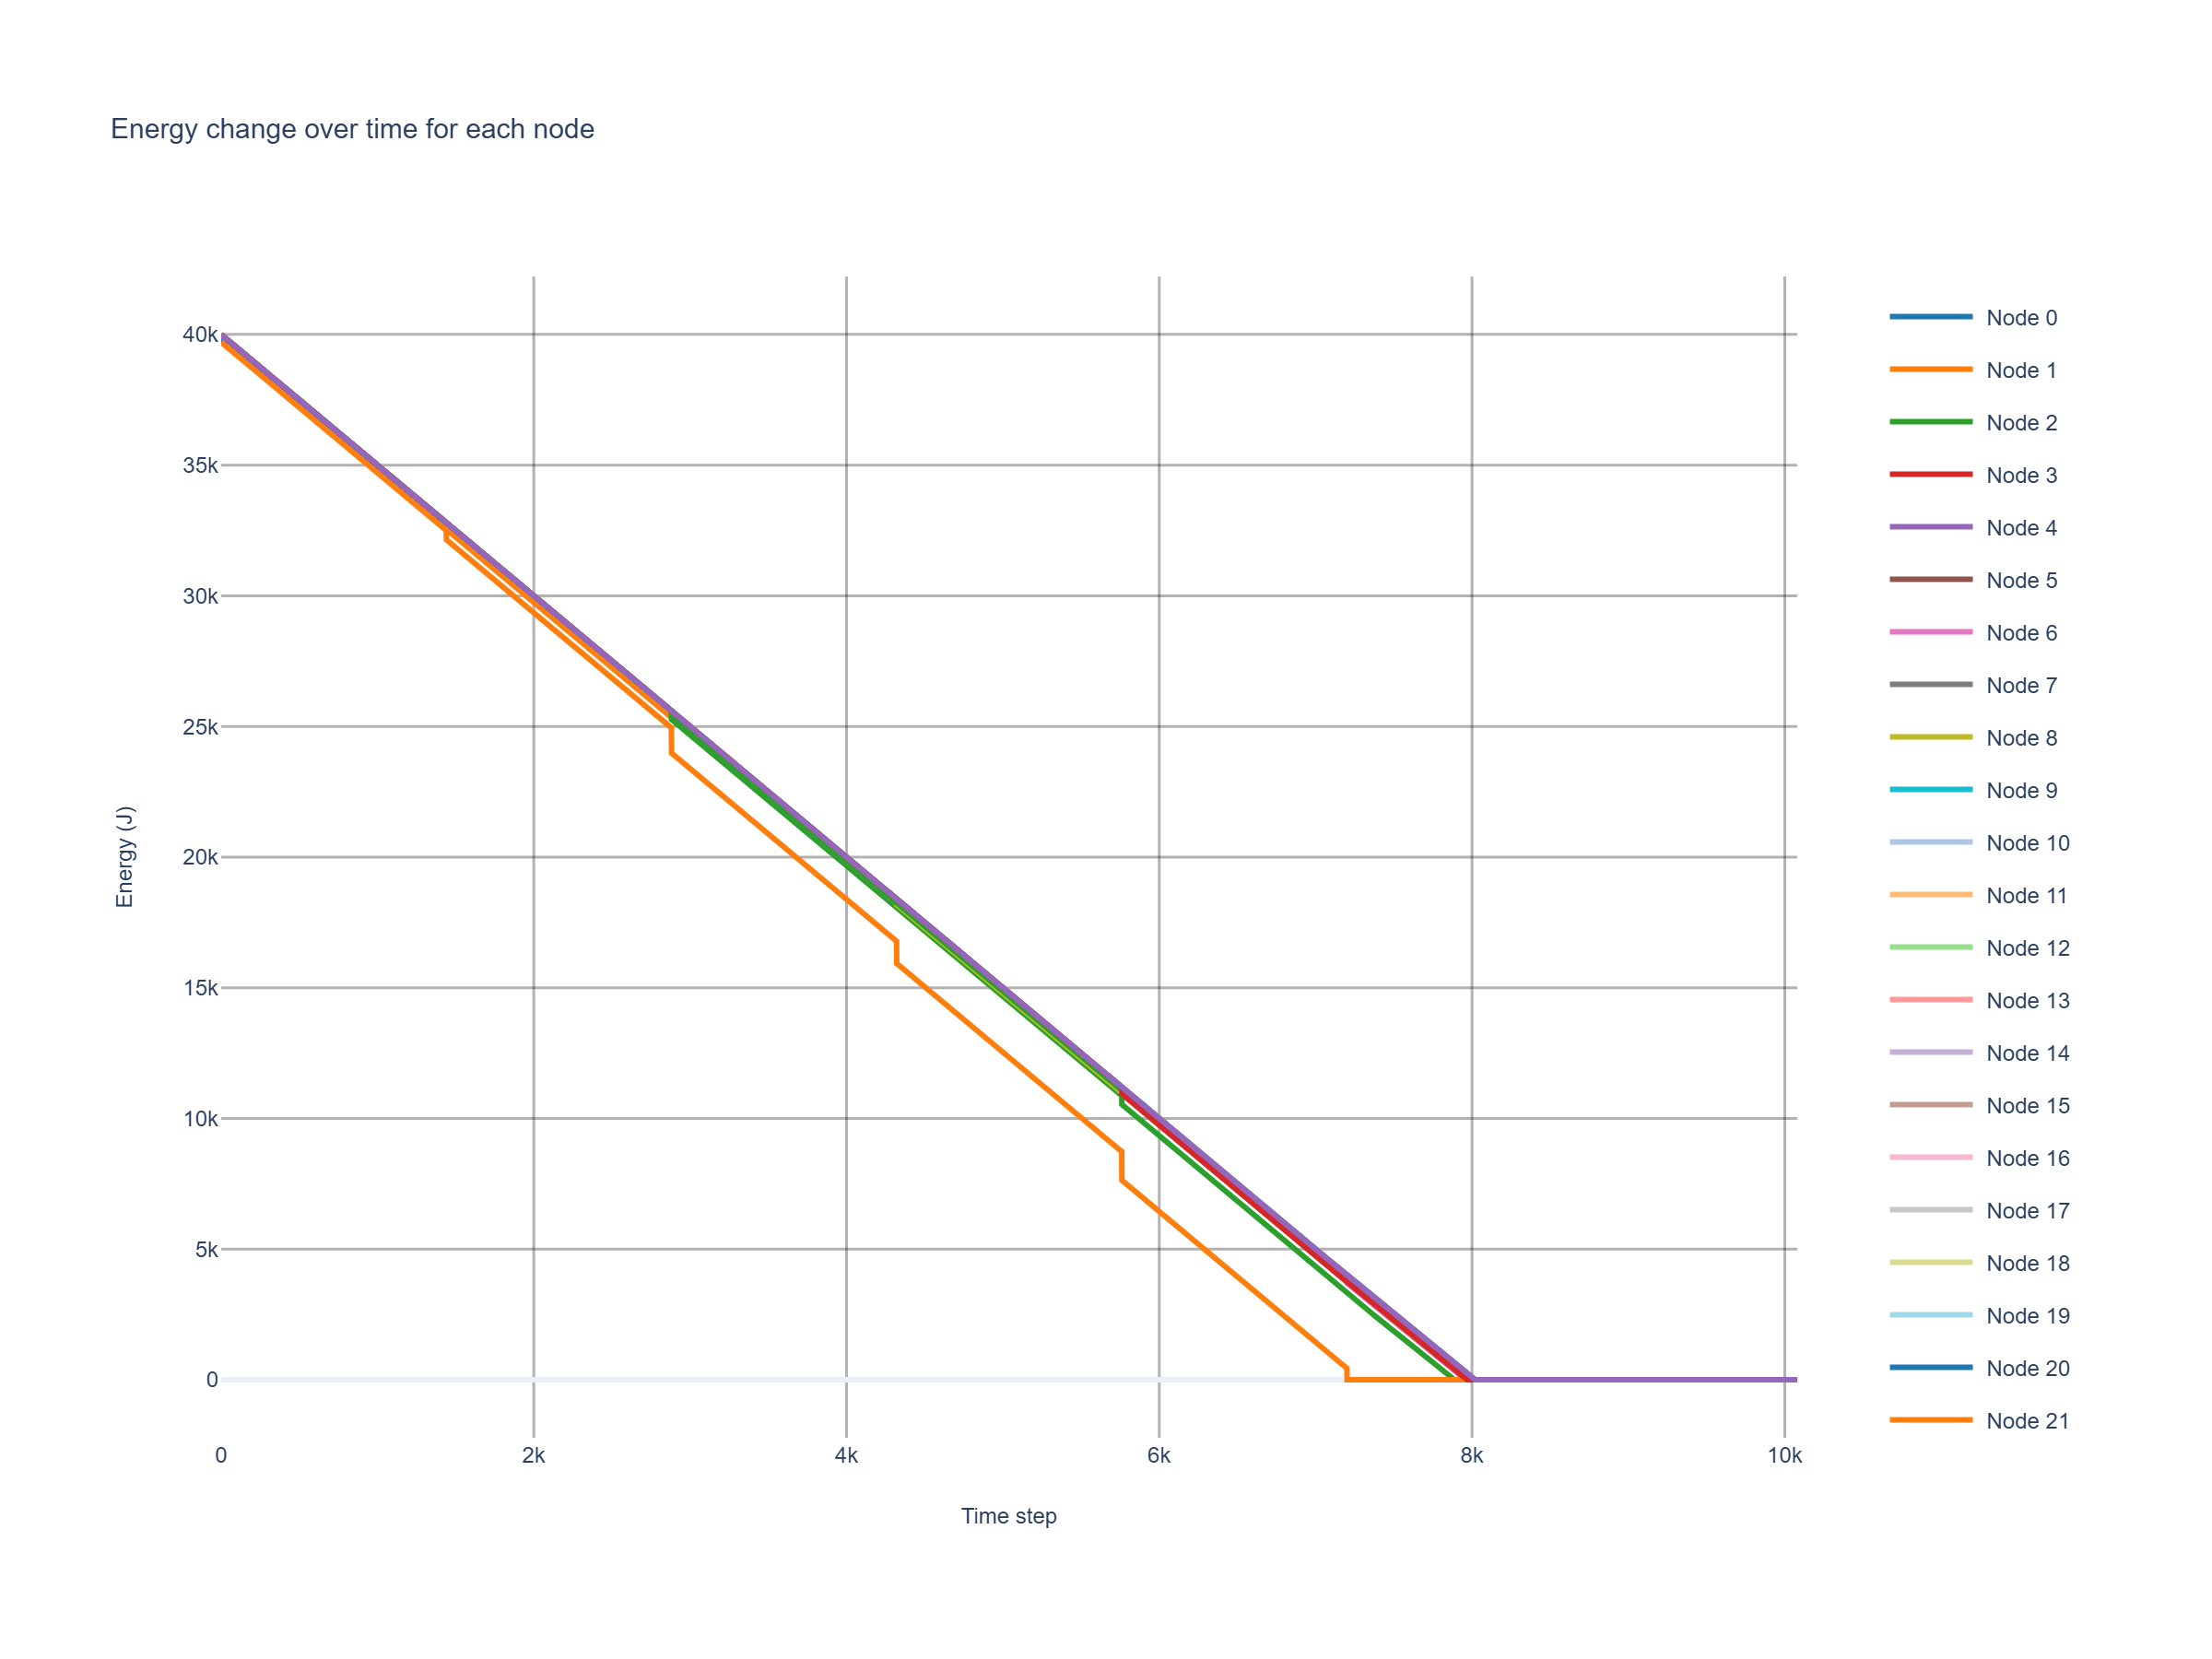 Energy change over time for each node
40k
35k
30k
25k
20k
15k
10k
5k
0
Energy (J)
0 2k 4k 6k 8k 10k
Time step
Node 0
Node 1
Node 2
Node 3
Node 4
Node 5
Node 6
Node 7
Node 8
Node 9
Node 10
Node 11
Node 12
Node 13
Node 14
Node 15
Node 16
Node 17
Node 18
Node 19
Node 20
Node 21